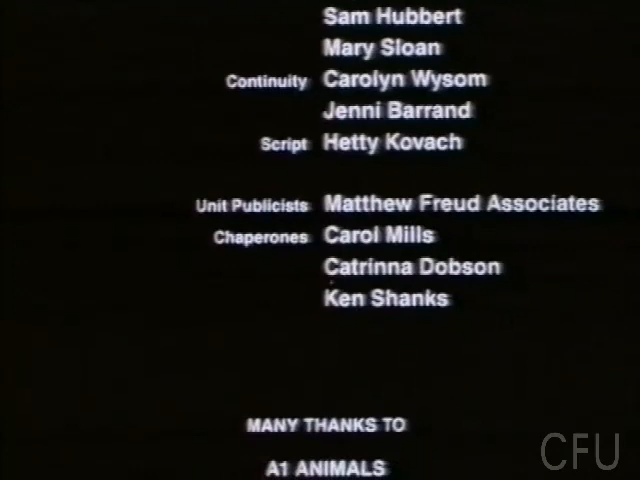 Sam Hubbert
Mary Sloan
Continuity Carolyn Wysom
Jenni Barrand
Script Hetty Kovach
Unit Publicists Matthew Freud Associates
Chaperones Carol Mills
Catrinna Dobson
Ken Shanks
MANY THANKS TO
A1 ANIMALS
CFU